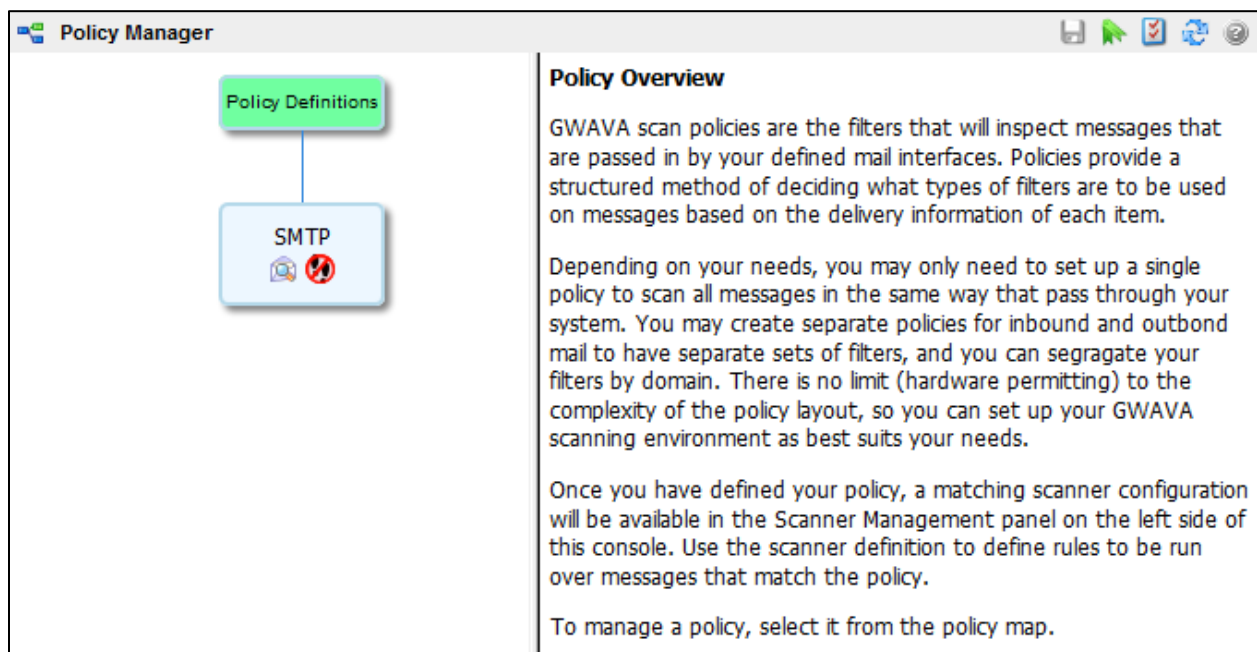 Policy Manager
Policy Definitions
SMTP
Policy Overview
GWAVA scan policies are the filters that will inspect messages that
are passed in by your defined mail interfaces. Policies provide a
structured method of deciding what types of filters are to be used
on messages based on the delivery information of each item.
Depending on your needs, you may only need to set up a single
policy to scan all messages in the same way that pass through your
system. You may create separate policies for inbound and outbond
mail to have separate sets of filters, and you can segragate your
filters by domain. There is no limit (hardware permitting) to the
complexity of the policy layout, so you can set up your GWAVA
scanning environment as best suits your needs.
Once you have defined your policy, a matching scanner configuration
will be available in the Scanner Management panel on the left side of
this console. Use the scanner definition to define rules to be run
over messages that match the policy.
To manage a policy, select it from the policy map.